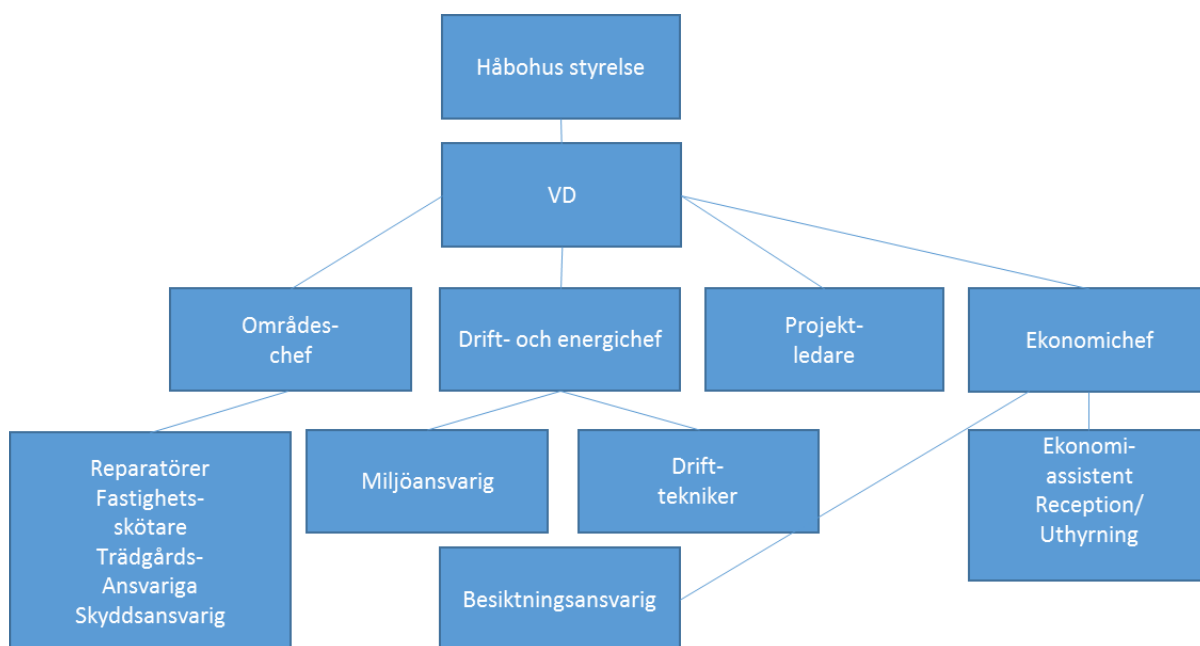 Håbohus styrelse
VD
Områdes-
chef
Drift- och energichef
Projekt-
ledare
Ekonomichef
Reparatörer
Fastighets-
skötare
Trädgårds-
Ansvariga
Skyddsansvarig
Miljöansvarig
Drift-
tekniker
Ekonomi-
assistent
Reception/
Uthyrning
Besiktningsansvarig